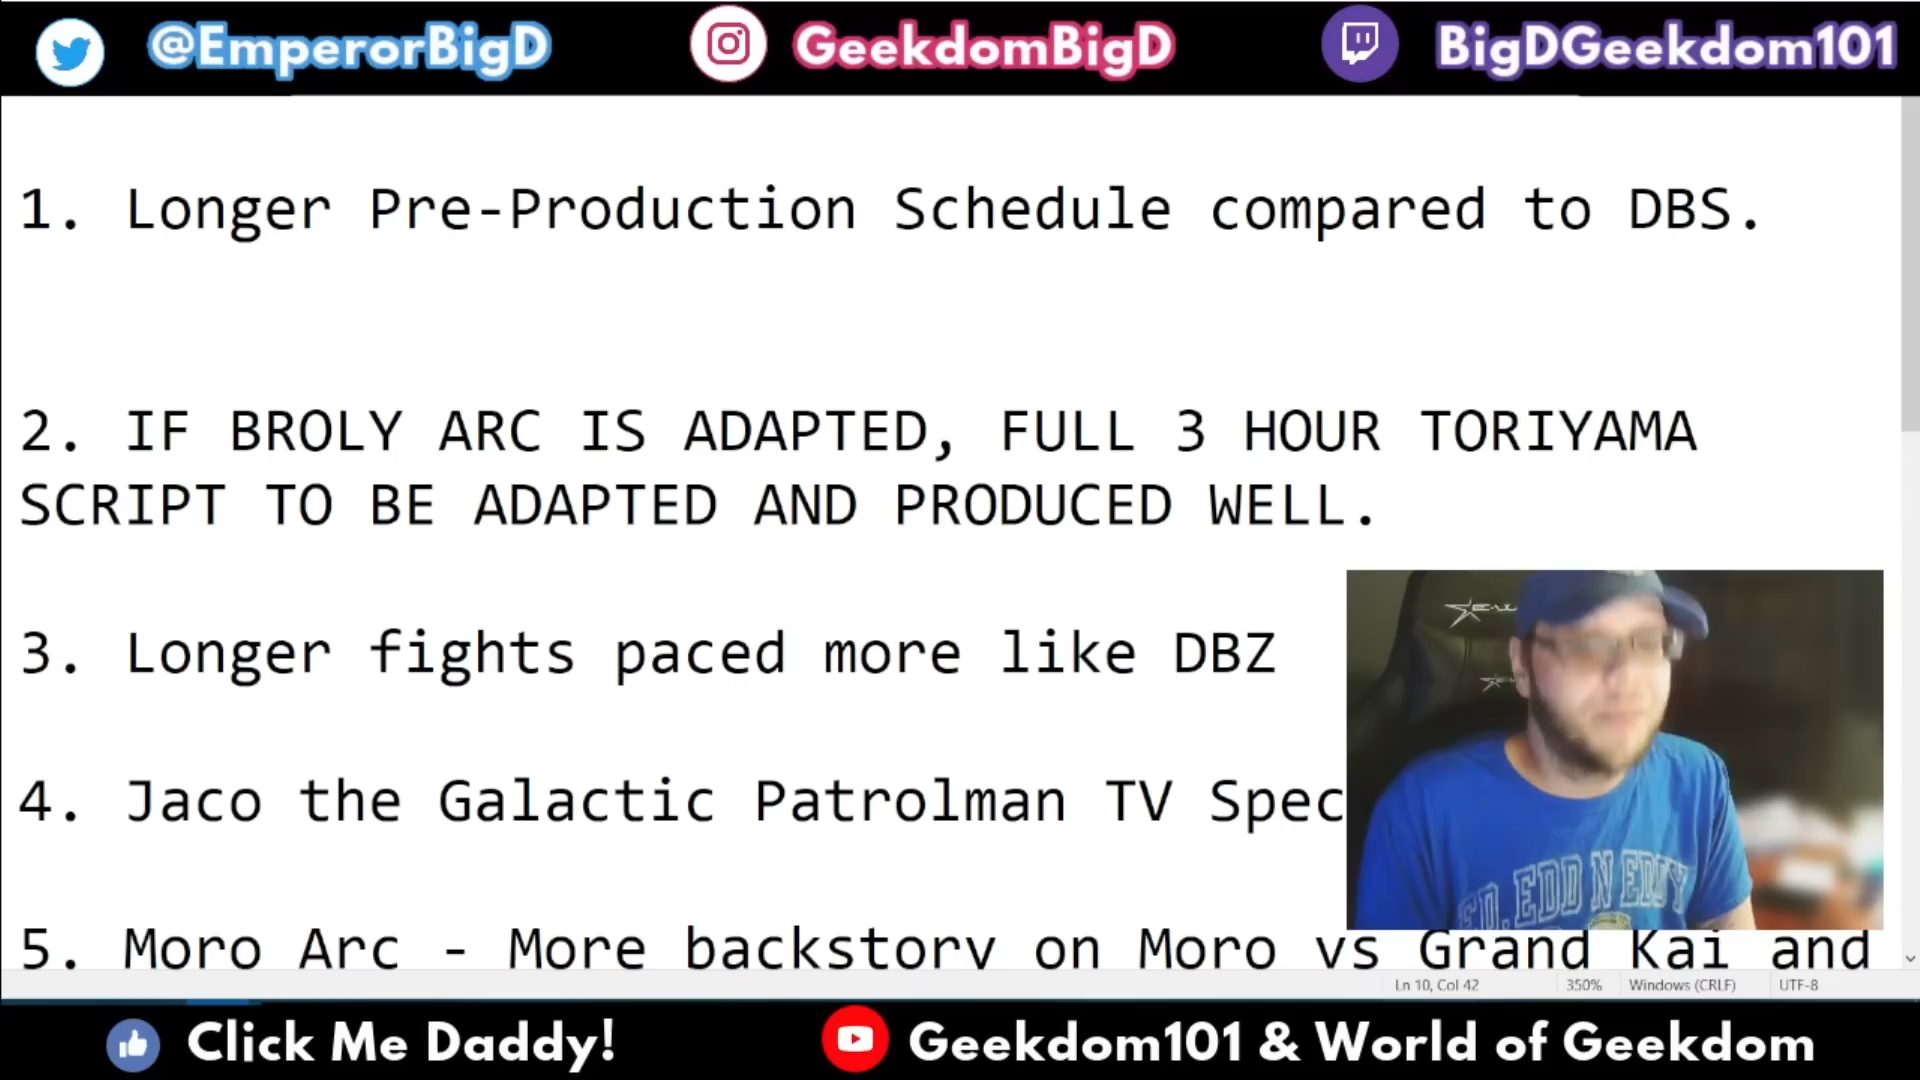 @EmperorBigD GeekdomBigD BigDGeekdom101
1. Longer Pre-Production Schedule compared to DBS.
2. IF BROLY ARC IS ADAPTED, FULL 3 HOUR TORIYAMA
SCRIPT TO BE ADAPTED AND PRODUCED WELL.
3. Longer fights paced more like DBZ
4. Jaco the Galactic Patrolman TV Spec
ED, EDD N EDDY
5. Moro Arc - More backstory on Moro vs Grand Kai and
Ln 10, Col 42 350% Windows (CRLF) UTF-8
Click Me Daddy! Geekdom101 & World of Geekdom